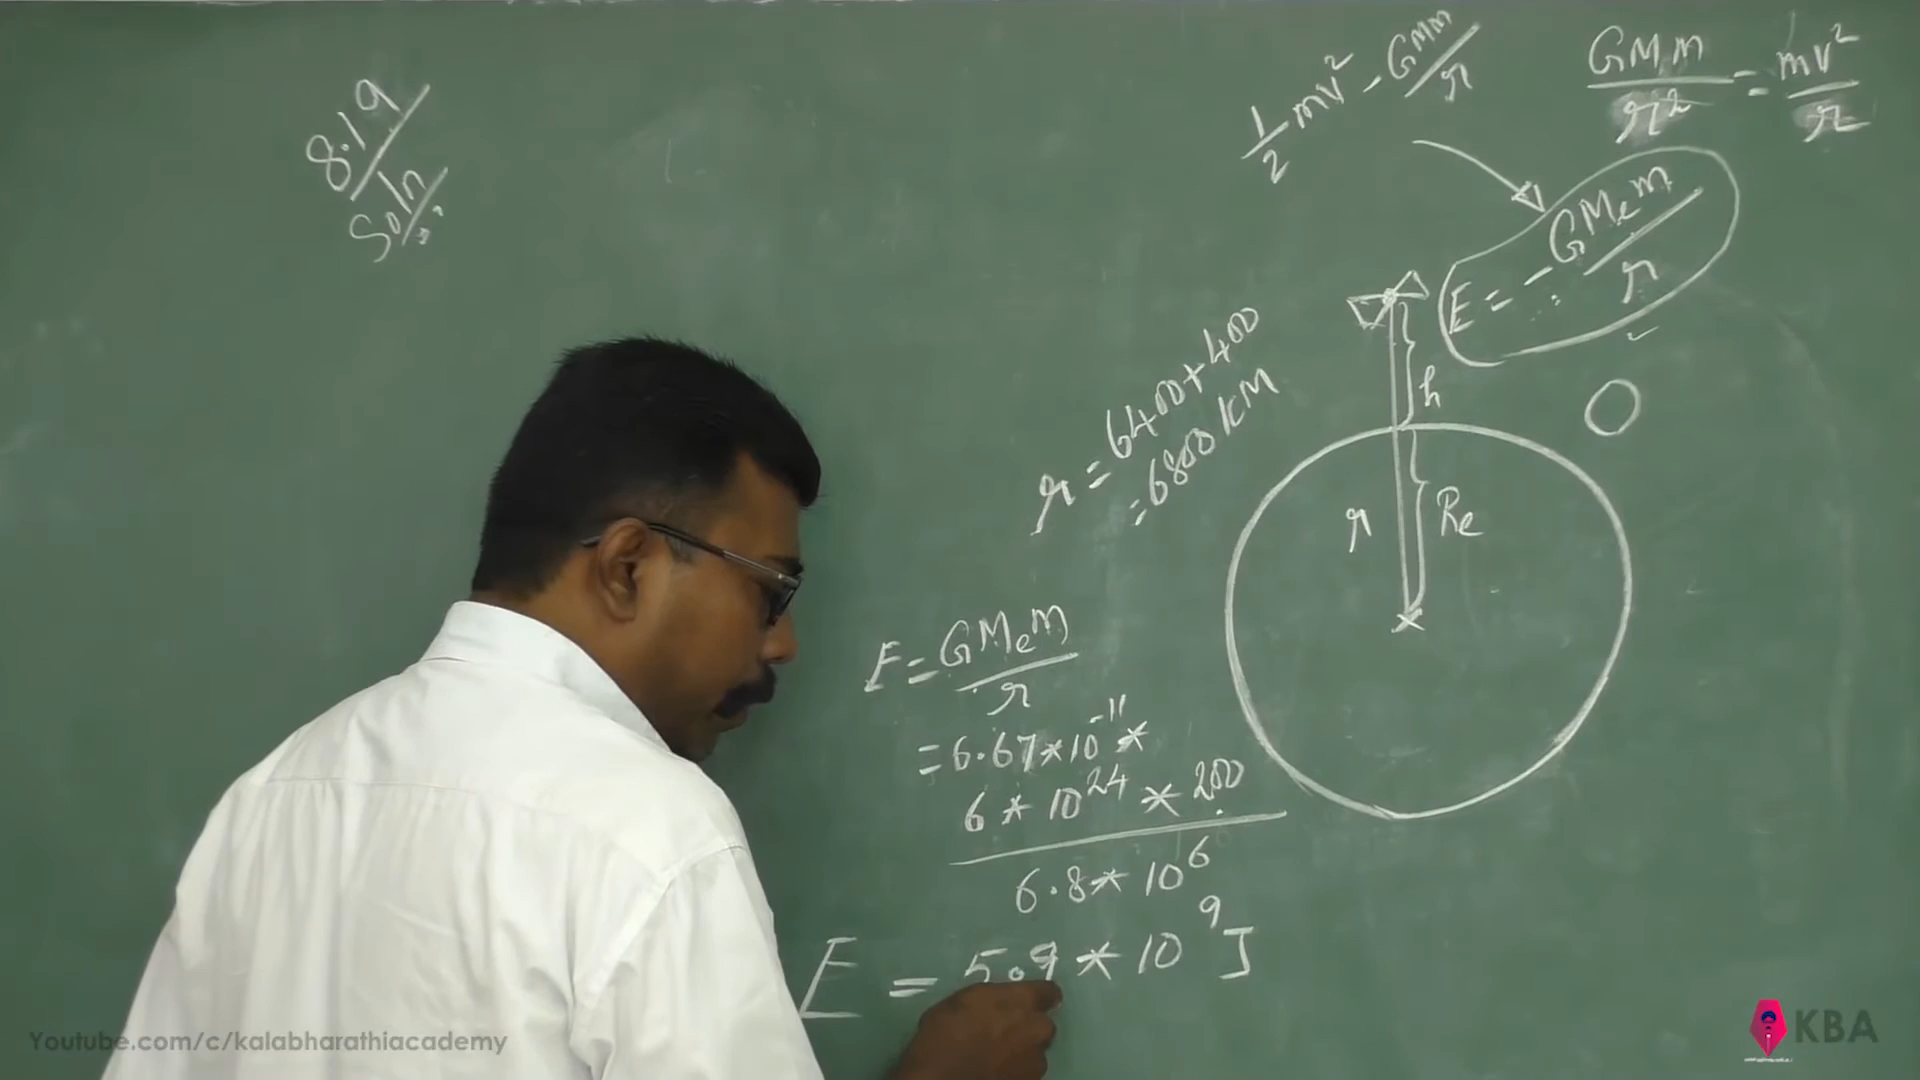 8.19
Soln:
1/2 mv² - GMm/r
GMm/r² = mv²/r
E = - GMₑm/r
r = 6400+400
= 6800 KM
h
r
Re
E = GMₑm/r
= 6.67*10⁻¹¹*
6*10²⁴*200
6.8*10⁶
E = 5.9*10⁹ J
Youtube.com/c/kalabharathiacademy
KBA